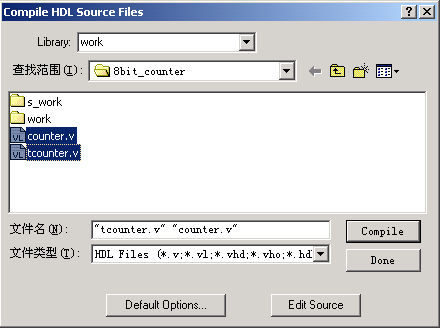 Compile HDL Source Files
Library: work
查找范围(I): 8bit_counter
s_work
work
counter.v
tcounter.v
文件名(N): "tcounter.v" "counter.v" Compile
文件类型(T): HDL Files (*.v;*.vl;*.vhd;*.vho;*.hd Done
Default Options... Edit Source